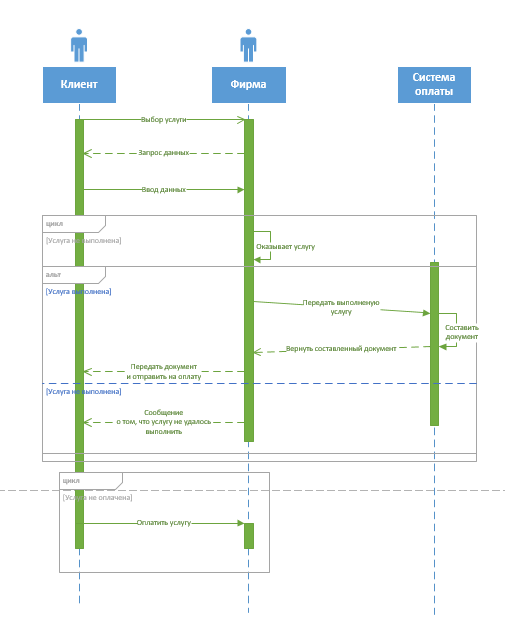 Клиент
Фирма
Система
оплаты
Выбор услуги
Запрос данных
Ввод данных
цикл
[Услуга не выполнена]
Оказывает услугу
альт
[Услуга выполнена]
Передать выполненую
услугу
Составить
документ
Вернуть составленный документ
Передать документ
и отправить на оплату
[Услуга не выполнена]
Сообщение
о том, что услугу не удалось
выполнить
цикл
[Услуга не оплачена]
Оплатить услугу